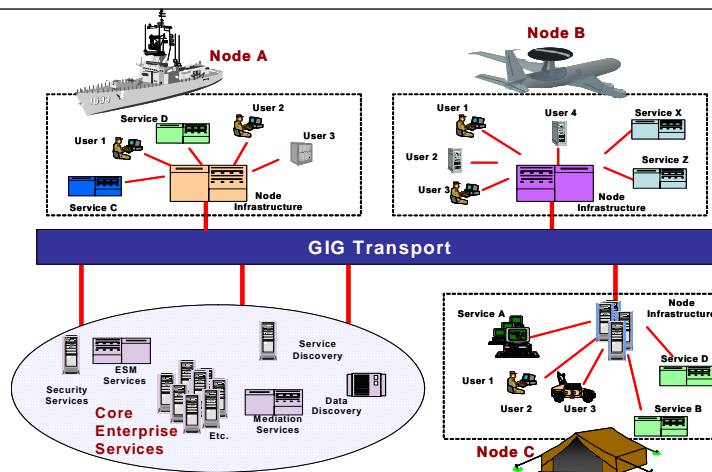 Node A
Node B
User 2
Service D
User 1
User 3
Service C
Node
Infrastructure
User 1
User 4
Service X
User 2
Service Z
User 3
Node
Infrastructure
GIG Transport
Service
Discovery
ESM
Services
Security
Services
Core
Enterprise
Services
Etc.
Mediation
Services
Data
Discovery
Node
Infrastructure
Service A
Service D
User 1
User 2
User 3
Service B
Node C